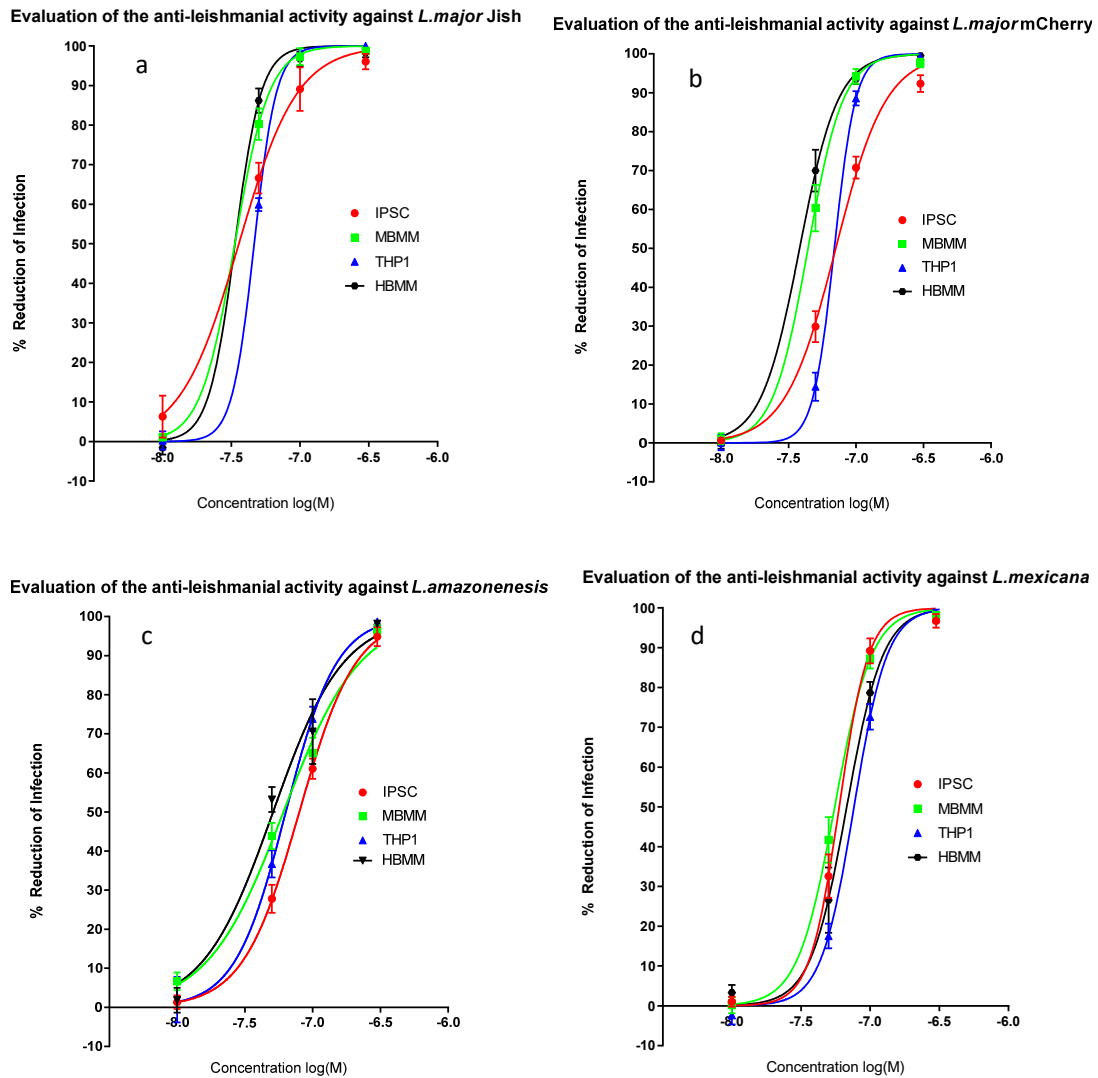 Evaluation of the anti-leishmanial activity against L.major Jish
a
100
90
80
70
60
50
40
30
20
10
0
-10
% Reduction of Infection
IPSC
MBMM
THP1
HBMM
-8.0 -7.5 -7.0 -6.5 -6.0
Concentration log(M)
Evaluation of the anti-leishmanial activity against L.major mCherry
b
100
90
80
70
60
50
40
30
20
10
0
-10
% Reduction of Infection
IPSC
MBMM
THP1
HBMM
-8.0 -7.5 -7.0 -6.5 -6.0
Concentration log(M)
Evaluation of the anti-leishmanial activity against L.amazonenesis
c
100
90
80
70
60
50
40
30
20
10
0
-10
% Reduction of Infection
IPSC
MBMM
THP1
HBMM
-8.0 -7.5 -7.0 -6.5 -6.0
Concentration log(M)
Evaluation of the anti-leishmanial activity against L.mexicana
d
100
90
80
70
60
50
40
30
20
10
0
-10
% Reduction of Infection
IPSC
MBMM
THP1
HBMM
-8.0 -7.5 -7.0 -6.5 -6.0
Concentration log(M)